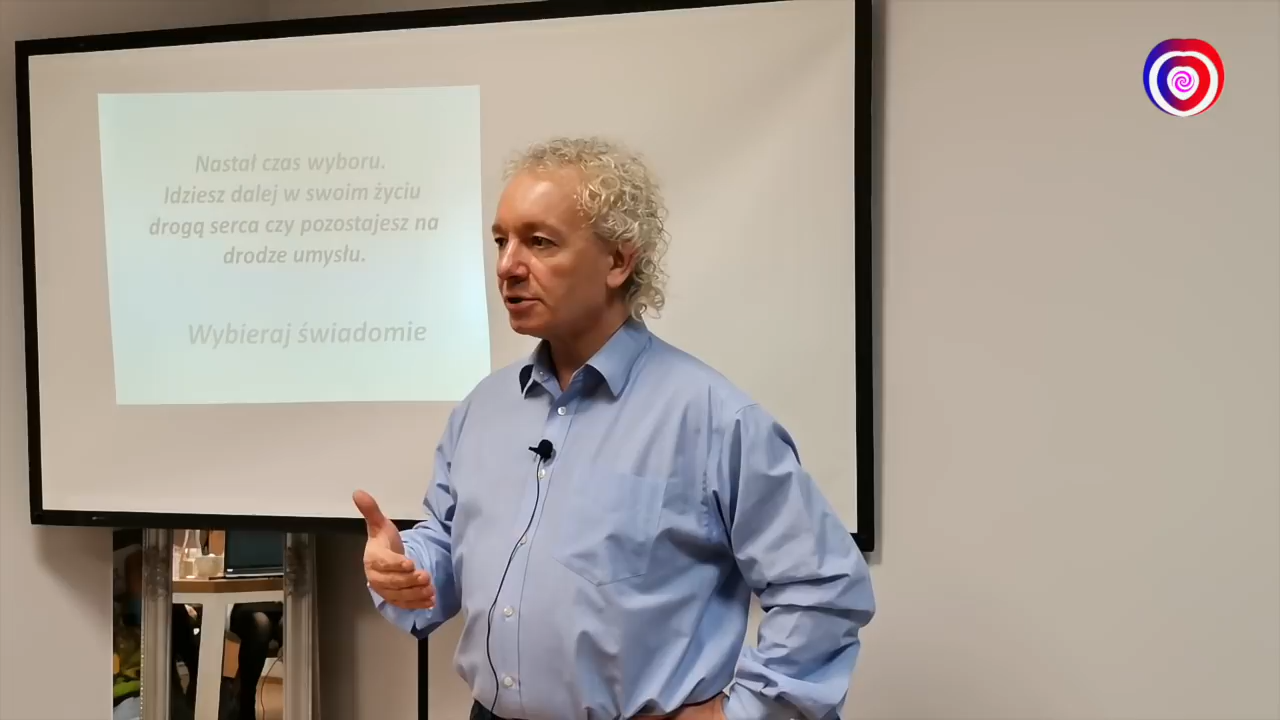 Nastał czas wyboru.
Idziesz dalej w swoim życiu
drogą serca czy pozostajesz na
drodze umysłu.
Wybieraj świadomie